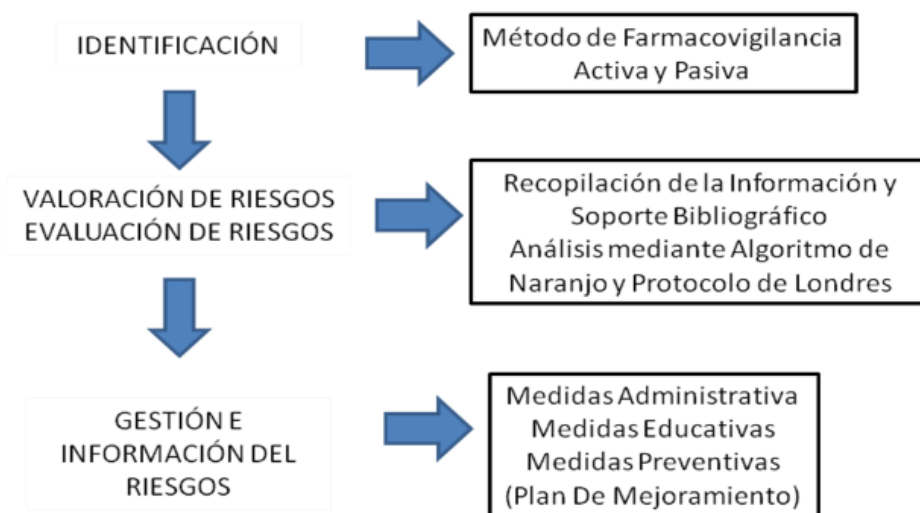 IDENTIFICACIÓN
Método de Farmacovigilancia
Activa y Pasiva
VALORACIÓN DE RIESGOS
EVALUACIÓN DE RIESGOS
Recopilación de la Información y
Soporte Bibliográfico
Análisis mediante Algoritmo de
Naranjo y Protocolo de Londres
GESTIÓN E
INFORMACIÓN DEL
RIESGOS
Medidas Administrativa
Medidas Educativas
Medidas Preventivas
(Plan De Mejoramiento)